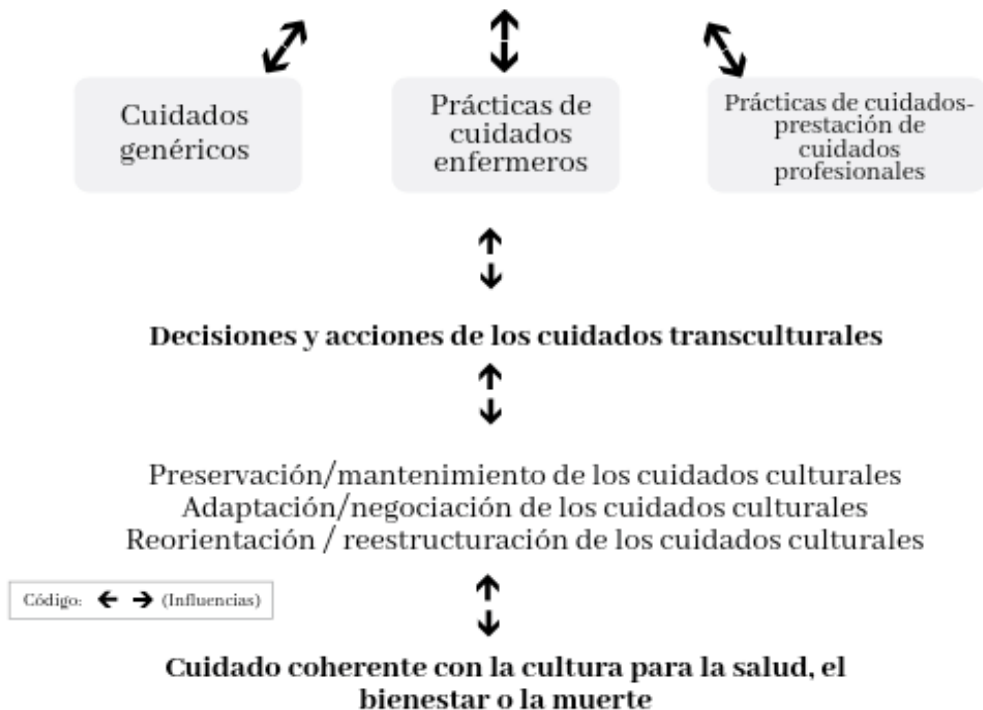 Cuidados
genéricos
Prácticas de
cuidados
enfermeros
Prácticas de cuidados-
prestación de
cuidados
profesionales
Decisiones y acciones de los cuidados transculturales
Preservación/mantenimiento de los cuidados culturales
Adaptación/negociación de los cuidados culturales
Reorientación / reestructuración de los cuidados culturales
Código: ← → (Influencias)
Cuidado coherente con la cultura para la salud, el
bienestar o la muerte